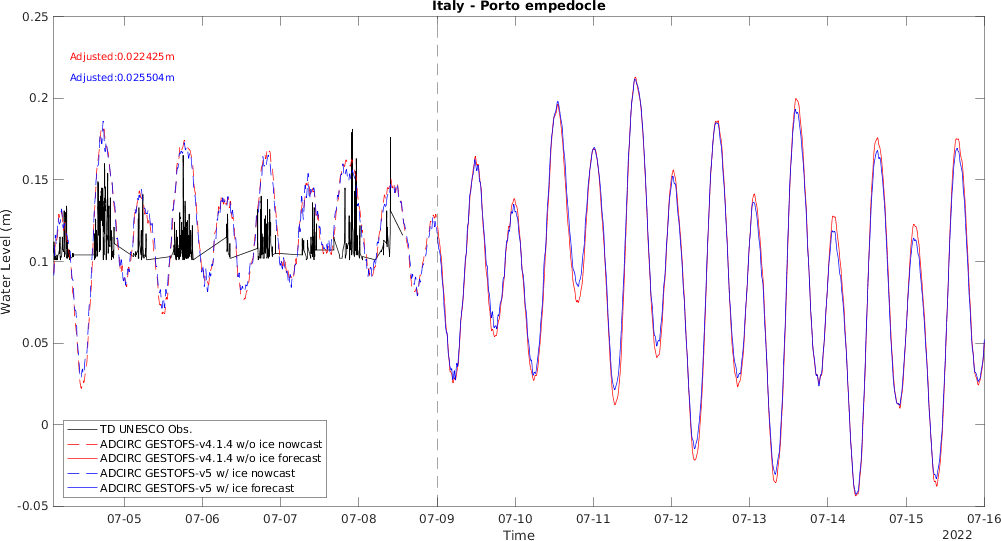 Italy - Porto empedocle
0.25
0.2
0.15
0.1
0.05
0
-0.05
Water Level (m)
Adjusted:0.022425m
Adjusted:0.025504m
TD UNESCO Obs.
ADCIRC GESTOFS-v4.1.4 w/o ice nowcast
ADCIRC GESTOFS-v4.1.4 w/o ice forecast
ADCIRC GESTOFS-v5 w/ ice nowcast
ADCIRC GESTOFS-v5 w/ ice forecast
07-05 07-06 07-07 07-08 07-09 07-10 07-11 07-12 07-13 07-14 07-15 07-16
Time
2022